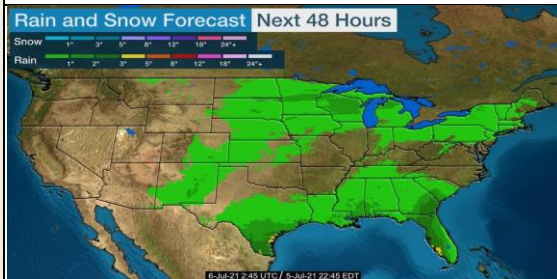 Rain and Snow Forecast Next 48 Hours
Snow
1" 3" 5" 8" 12" 18" 24"+
Rain
1" 2" 3" 5" 8" 12" 18" 24"+
6-Jul-21 2:45 UTC / 5-Jul-21 22:45 EDT